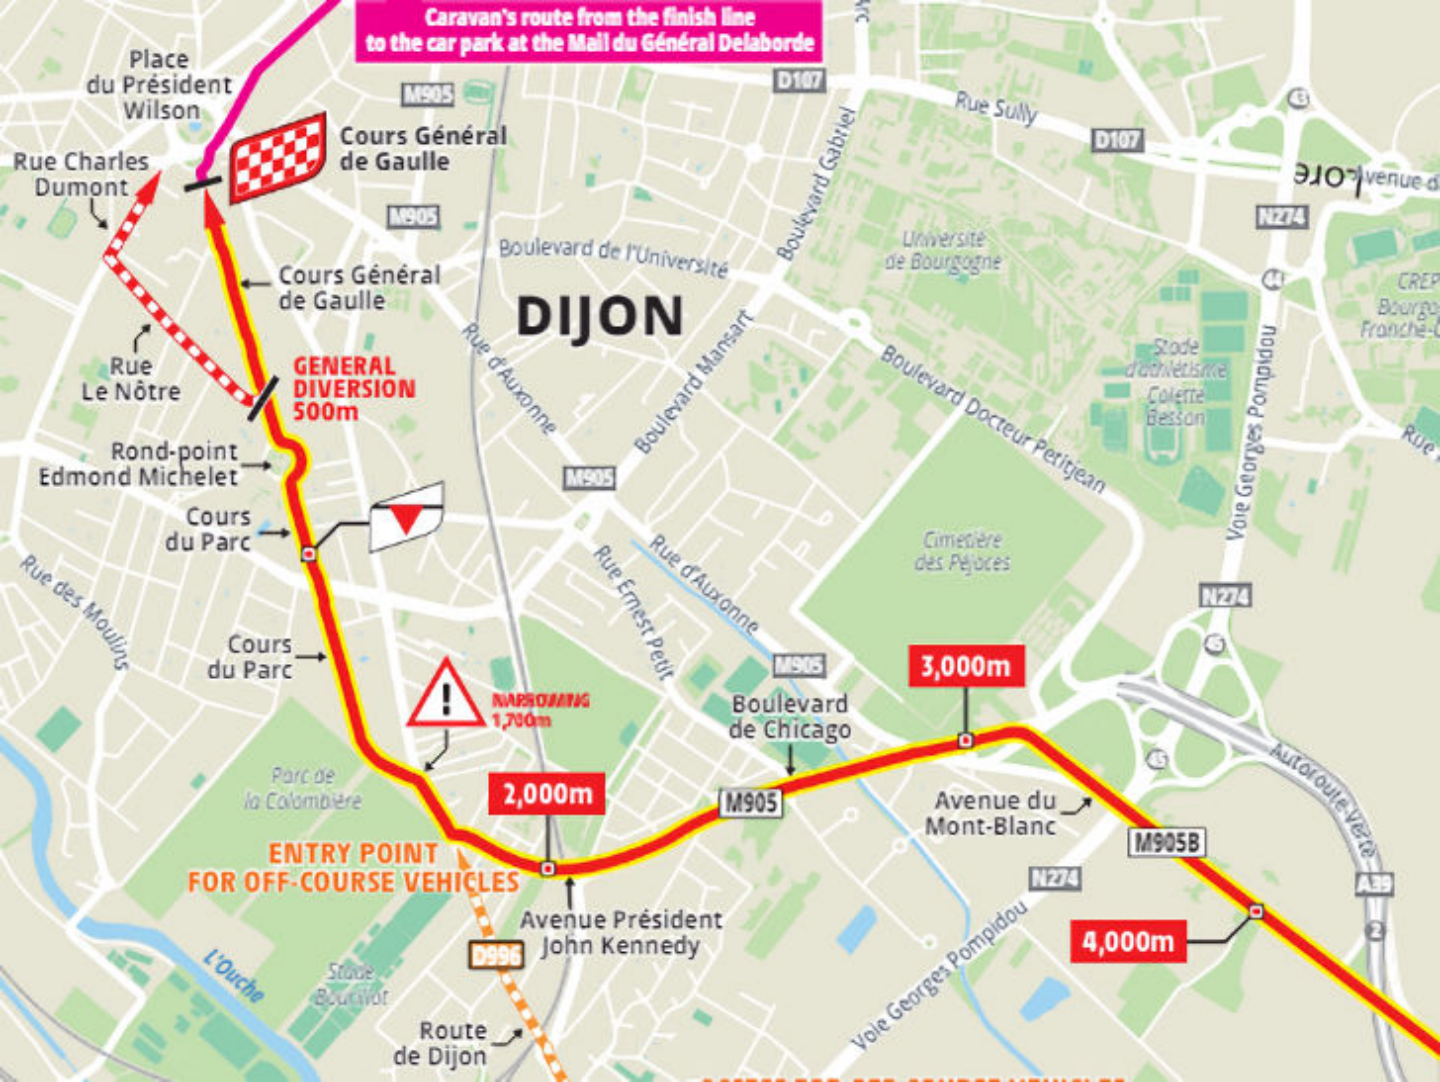 Caravan's route from the finish line
to the car park at the Mail du Général Delaborde
Place
du Président
Wilson
M905
D107
Rue Sully
D107
Cours Général
de Gaulle
Rue Charles
Dumont
Boulevard Gabriel
Avenue d
N274
M905
Boulevard de l'Université
Université
de Bourgogne
Cours Général
de Gaulle
DIJON
CREP
Bourgo
Franche-C
Rue
Le Nôtre
GENERAL
DIVERSION
500m
Rue d'Auxonne
Boulevard Mansart
Boulevard Docteur Petitjean
Stade
d'athlétisme
Colette
Besson
Voie Georges Pompidou
Rue
Rond-point
Edmond Michelet
M905
Cours
du Parc
Cimetière
des Péjoces
Rue des Moulins
Rue Ernest Petit
Rue d'Auxonne
N274
Cours
du Parc
M905
3,000m
NARROWING
1,700m
Boulevard
de Chicago
Parc de
la Colombière
2,000m
M905
Avenue du
Mont-Blanc
M905B
Autoroute Verte
ENTRY POINT
FOR OFF-COURSE VEHICLES
N274
A39
2
Avenue Président
John Kennedy
4,000m
D996
L'Ouche
Stade
Bourillot
Voie Georges Pompidou
Route
de Dijon